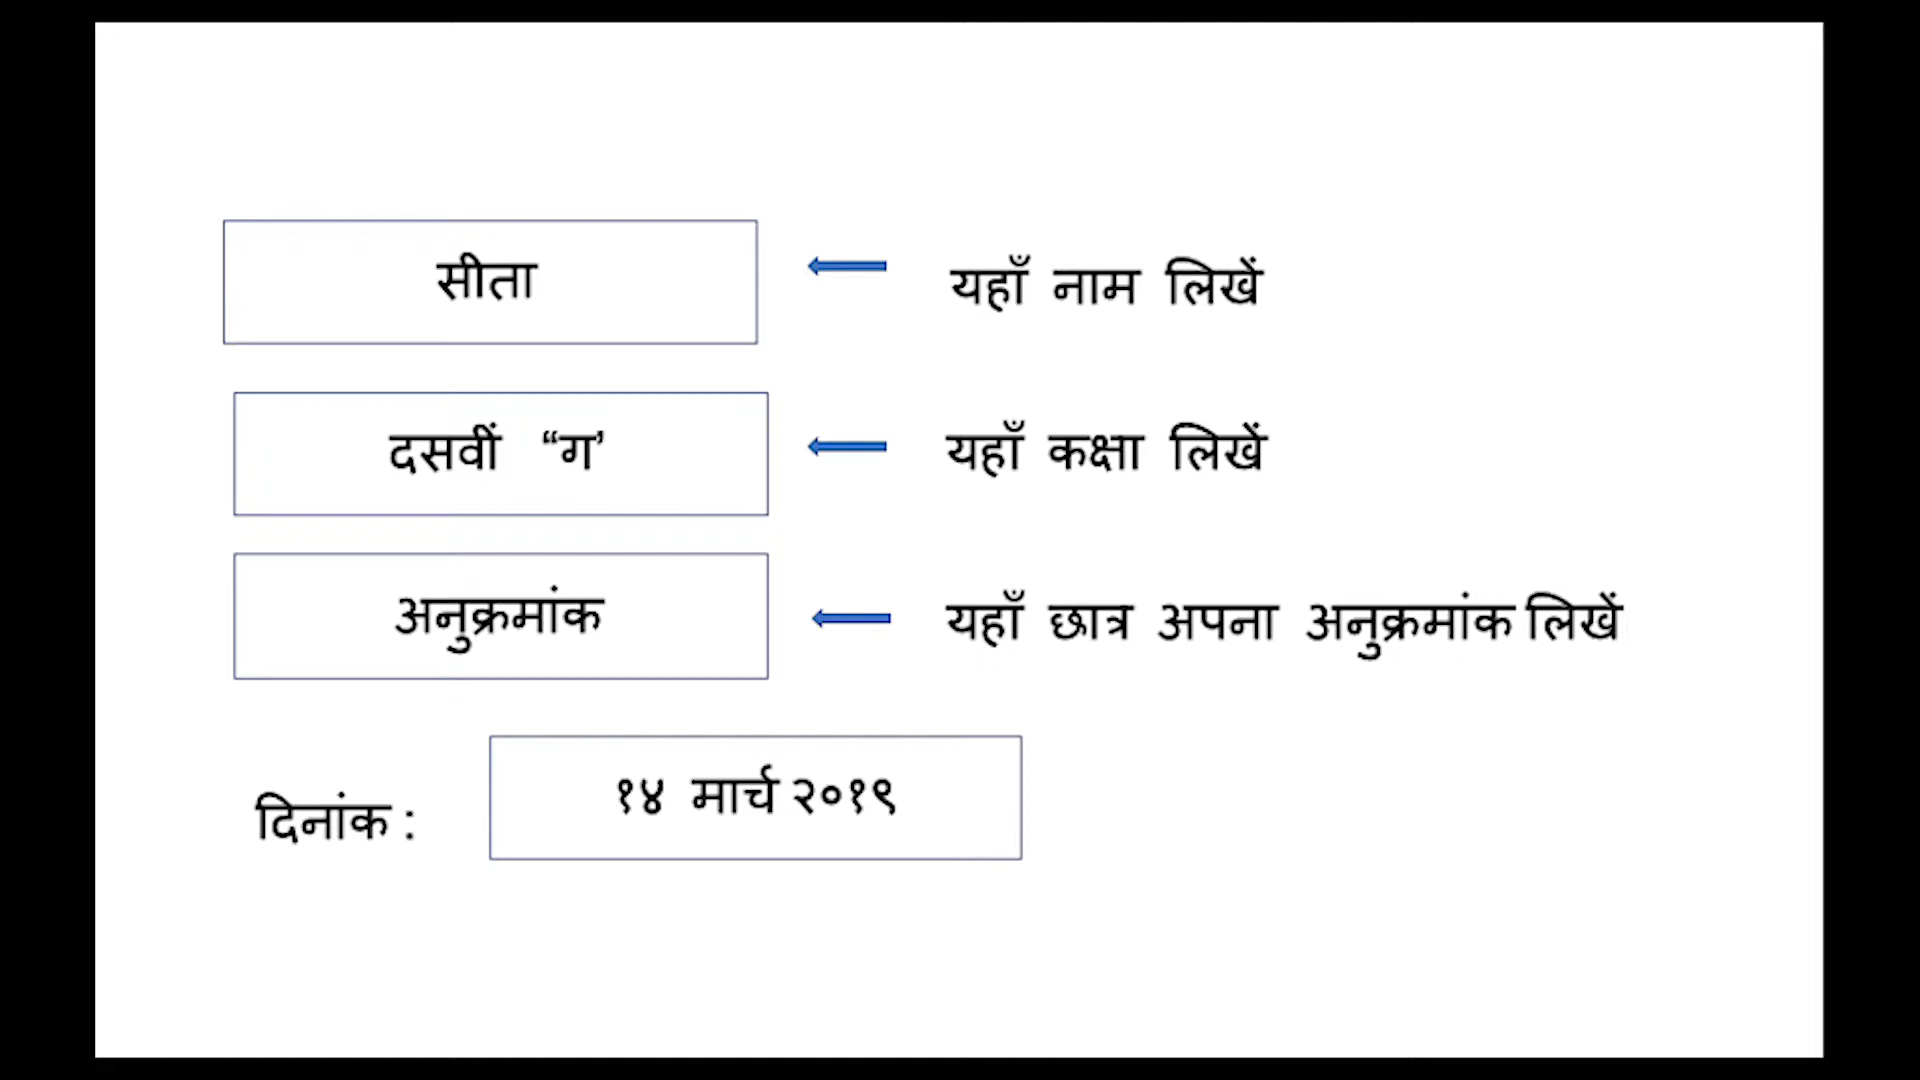 सीता यहाँ नाम लिखें
दसवीं “ग’ यहाँ कक्षा लिखें
अनुक्रमांक यहाँ छात्र अपना अनुक्रमांक लिखें
दिनांक : १४ मार्च २०१९